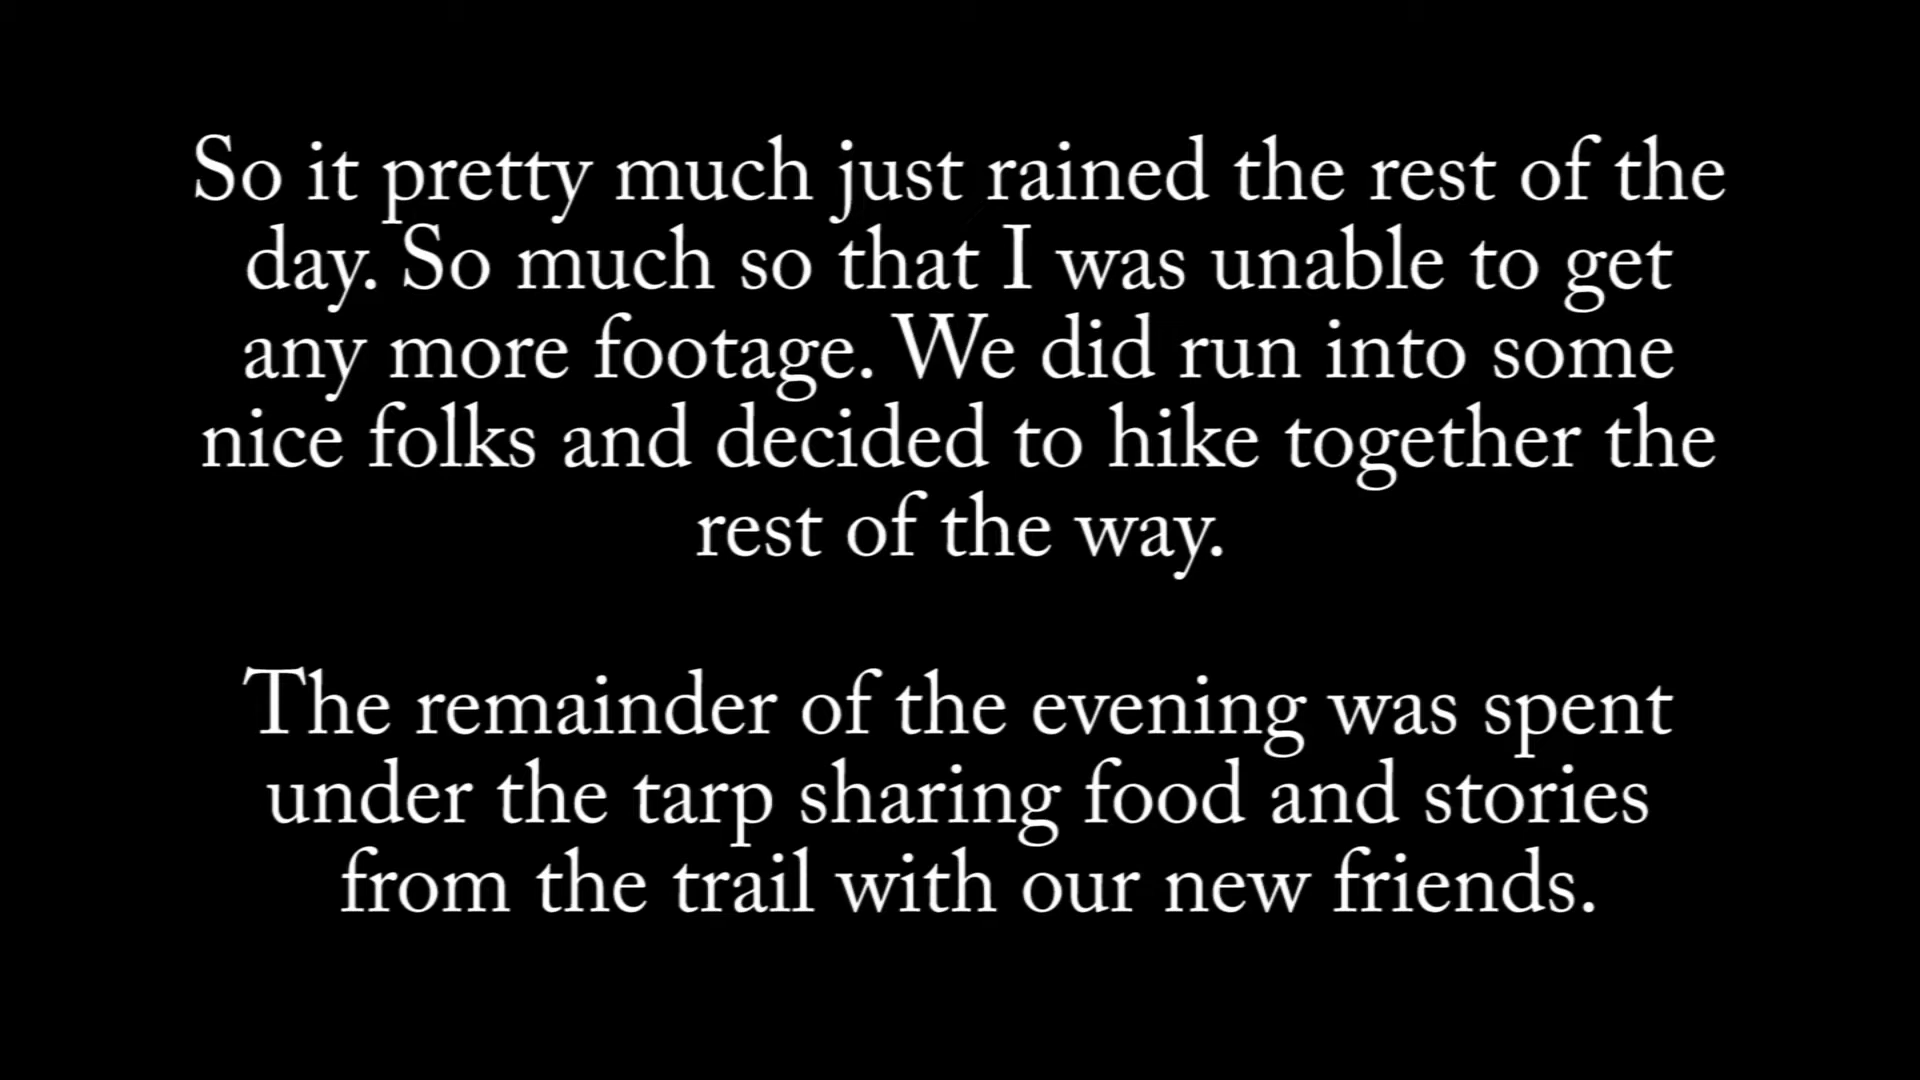 So it pretty much just rained the rest of the
day. So much so that I was unable to get
any more footage. We did run into some
nice folks and decided to hike together the
rest of the way.
The remainder of the evening was spent
under the tarp sharing food and stories
from the trail with our new friends.